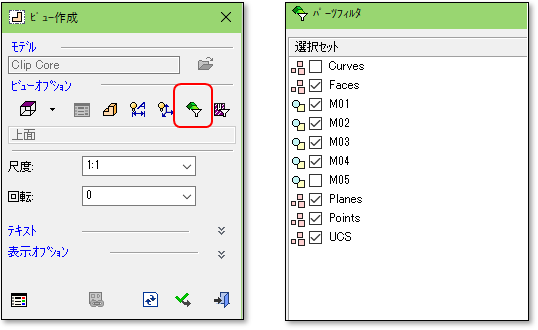 ﾋﾞｭｰ作成
ﾓﾃﾞﾙ
Clip Core
ﾋﾞｭｰｵﾌﾟｼｮﾝ
上面
尺度:
1:1
回転:
0
ﾃｷｽﾄ
表示ｵﾌﾟｼｮﾝ
ﾊﾟｰﾂﾌｨﾙﾀ
選択セット
Curves
Faces
M01
M02
M03
M04
M05
Planes
Points
UCS